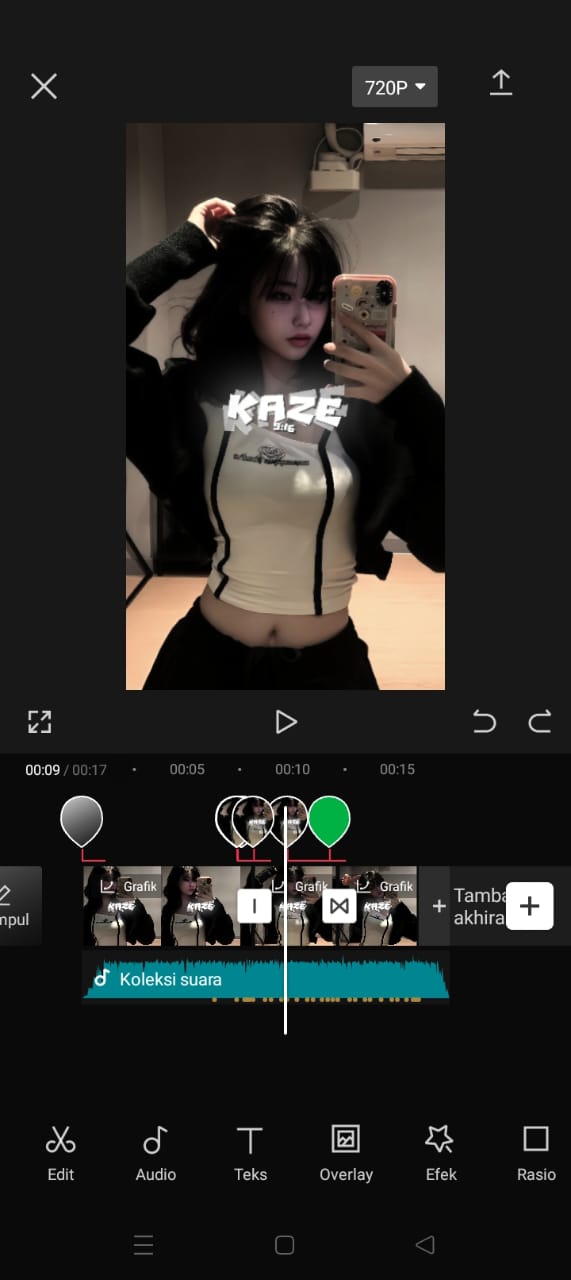 720P
KAZE
9:16
00:09 / 00:17
00:05
00:10
00:15
Grafik
Grafik
Grafik
KAZE
KAZE
KAZE
KAZE
mpul
+ Tamba
akhira
+
Koleksi suara
Edit
Audio
Teks
Overlay
Efek
Rasio